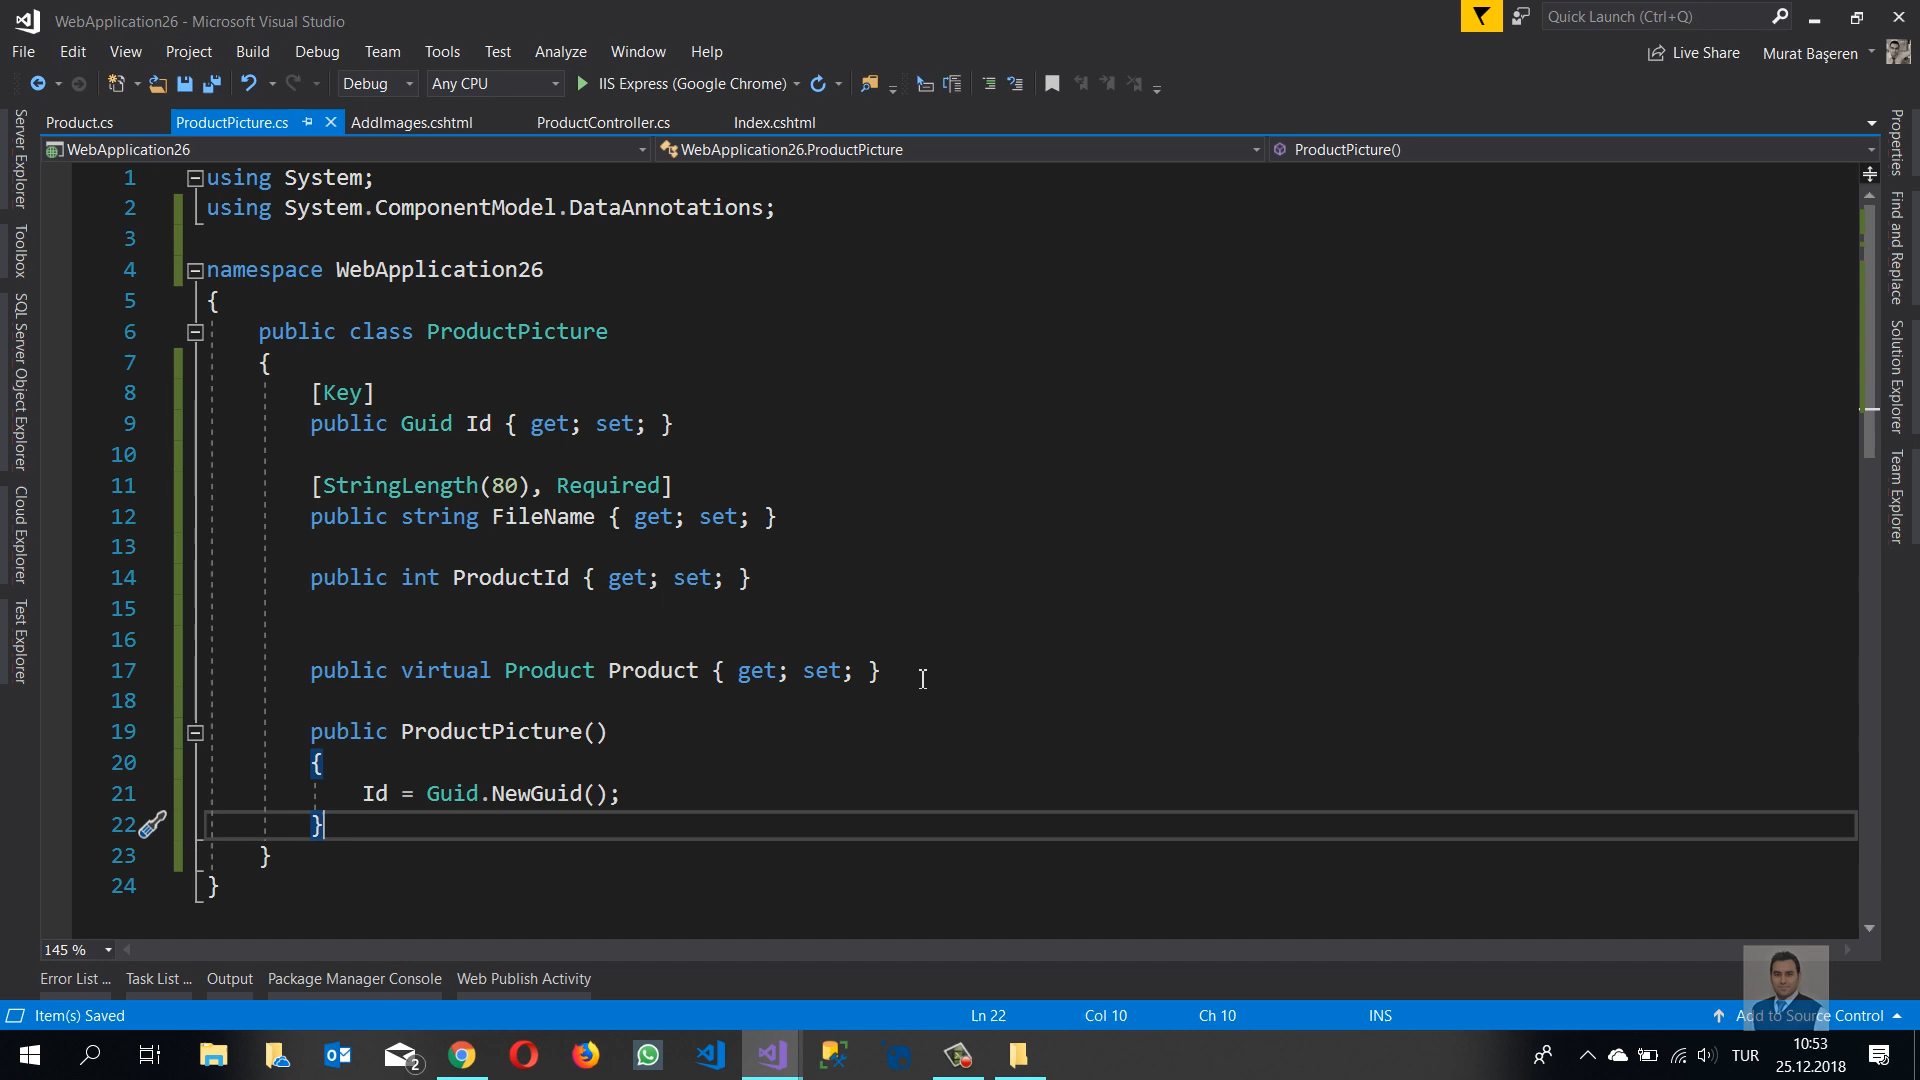 WebApplication26 - Microsoft Visual Studio
Quick Launch (Ctrl+Q)
File Edit View Project Build Debug Team Tools Test Analyze Window Help
Live Share Murat Başeren
Debug Any CPU IIS Express (Google Chrome)
Product.cs ProductPicture.cs AddImages.cshtml ProductController.cs Index.cshtml
WebApplication26 WebApplication26.ProductPicture ProductPicture()
Server Explorer
Toolbox
SQL Server Object Explorer
Cloud Explorer
Test Explorer
1 using System;
2 using System.ComponentModel.DataAnnotations;
3
4 namespace WebApplication26
5 {
6 public class ProductPicture
7 {
8 [Key]
9 public Guid Id { get; set; }
10
11 [StringLength(80), Required]
12 public string FileName { get; set; }
13
14 public int ProductId { get; set; }
15
16
17 public virtual Product Product { get; set; }
18
19 public ProductPicture()
20 {
21 Id = Guid.NewGuid();
22 }
23 }
24 }
Properties
Find and Replace
Solution Explorer
Team Explorer
145 %
Error List ... Task List ... Output Package Manager Console Web Publish Activity
Item(s) Saved Ln 22 Col 10 Ch 10 INS Add to Source Control
2
TUR
10:53
25.12.2018